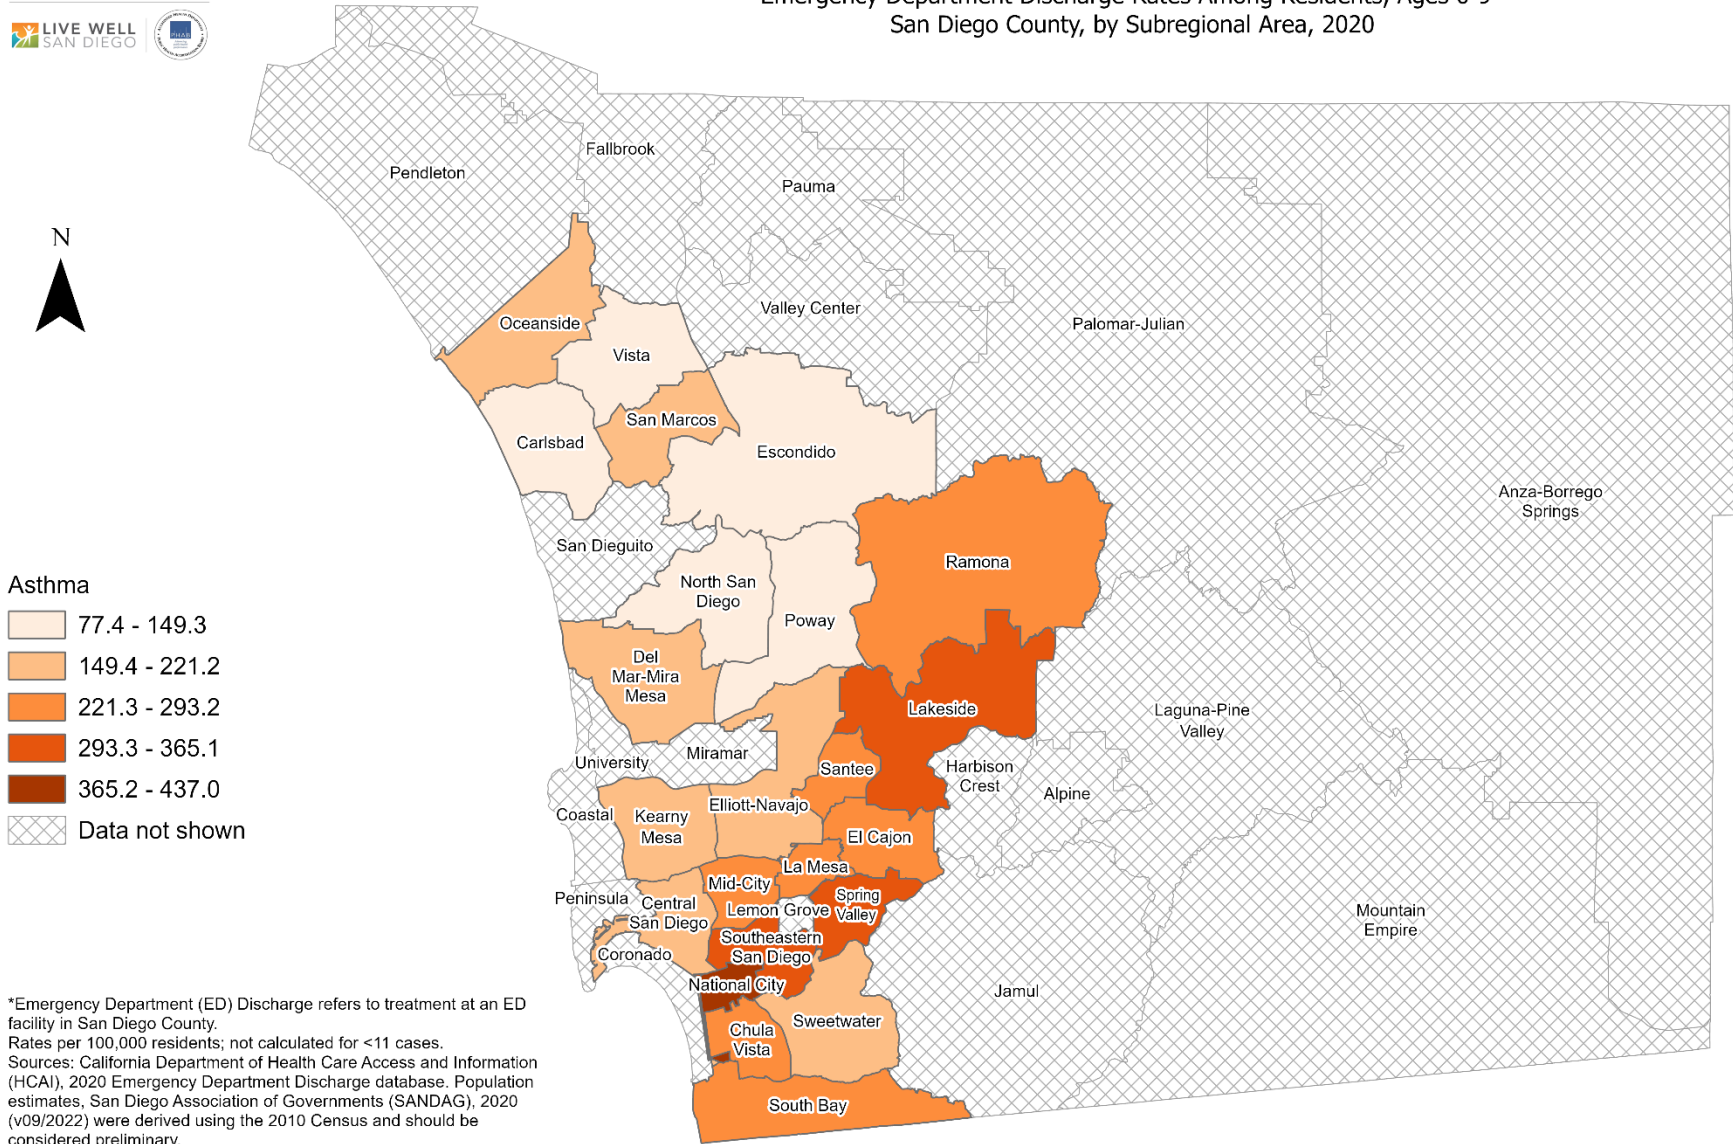 LIVE WELL
SAN DIEGO
San Diego County, by Subregional Area, 2020
Fallbrook
Pendleton
Pauma
N
Valley Center
Oceanside
Palomar-Julian
Vista
San Marcos
Carlsbad
Escondido
Anza-Borrego
Springs
San Dieguito
Ramona
North San
Diego
Poway
Asthma
77.4 - 149.3
149.4 - 221.2
221.3 - 293.2
293.3 - 365.1
365.2 - 437.0
Data not shown
Del
Mar-Mira
Mesa
Lakeside
Laguna-Pine
Valley
Miramar
University
Santee
Harbison
Crest
Alpine
Elliott-Navajo
Coastal
Kearny
Mesa
El Cajon
La Mesa
Mid-City
Peninsula
Central
San Diego
Spring
Valley
Lemon Grove
Mountain
Empire
Southeastern
San Diego
Coronado
National City
Jamul
Sweetwater
Chula
Vista
South Bay
*Emergency Department (ED) Discharge refers to treatment at an ED
facility in San Diego County.
Rates per 100,000 residents; not calculated for <11 cases.
Sources: California Department of Health Care Access and Information
(HCAI), 2020 Emergency Department Discharge database. Population
estimates, San Diego Association of Governments (SANDAG), 2020
(v09/2022) were derived using the 2010 Census and should be
considered preliminary.